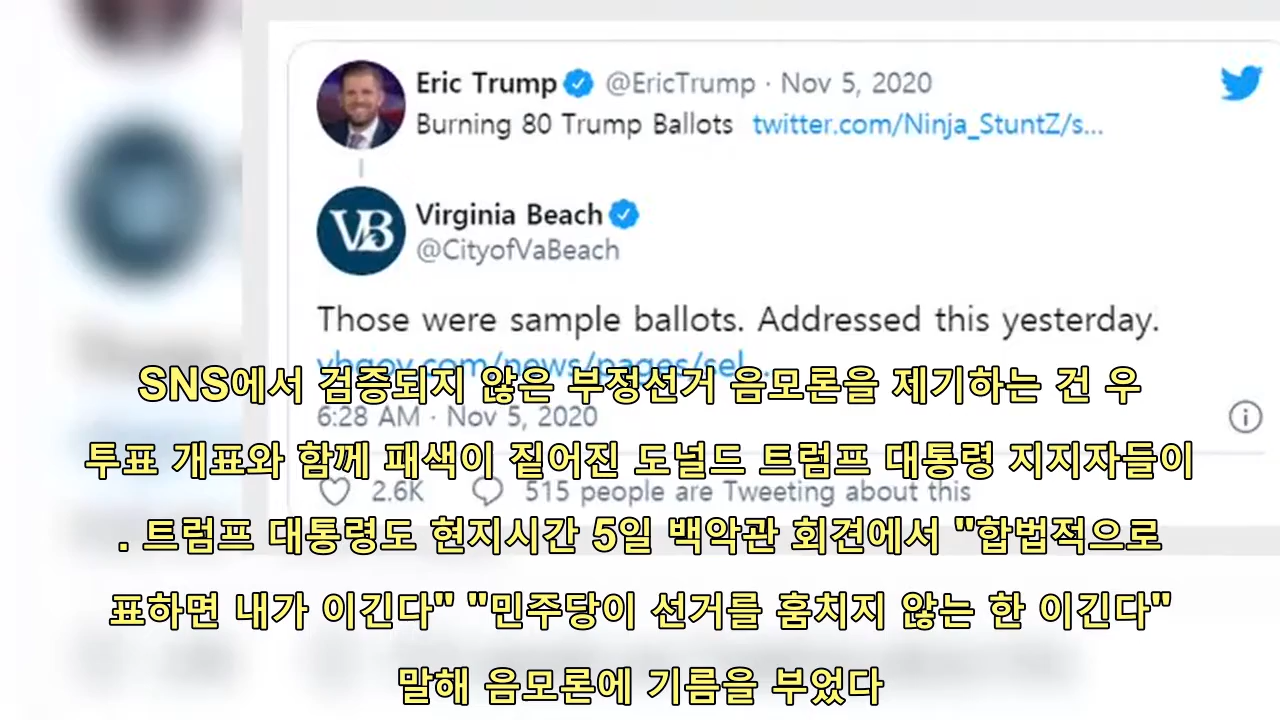 Eric Trump @EricTrump · Nov 5, 2020
Burning 80 Trump Ballots twitter.com/Ninja_StuntZ/s...
VB
Virginia Beach
@CityofVaBeach
Those were sample ballots. Addressed this yesterday.
vbgov.com/news/pages/sel...
SNS에서 검증되지 않은 부정선거 음모론을 제기하는 건 우
6:28 AM · Nov 5, 2020
투표 개표와 함께 패색이 짙어진 도널드 트럼프 대통령 지지자들이
2.6K 515 people are Tweeting about this
. 트럼프 대통령도 현지시간 5일 백악관 회견에서 "합법적으로
표하면 내가 이긴다" "민주당이 선거를 훔치지 않는 한 이긴다"
말해 음모론에 기름을 부었다